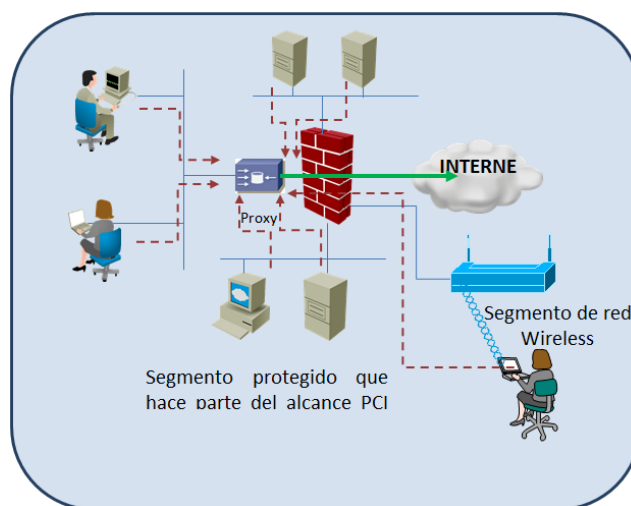 INTERNE
Proxy
Segmento de red
Wireless
Segmento protegido que
hace parte del alcance PCI